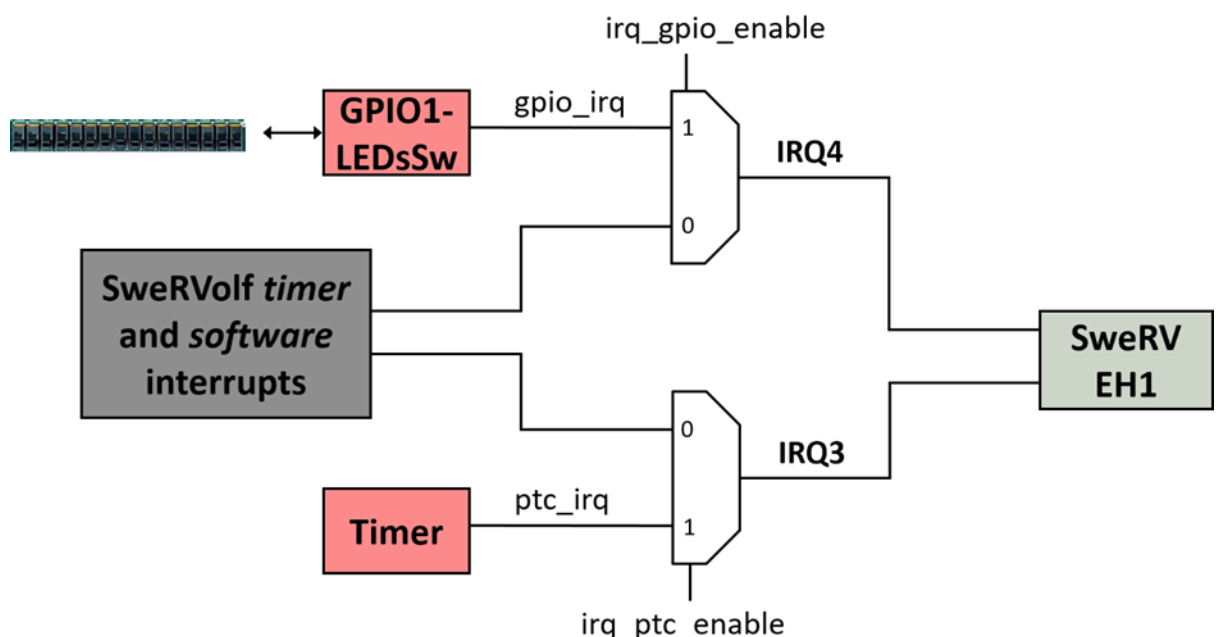 irq_gpio_enable
GPIO1-
LEDsSw
gpio_irq
1
IRQ4
0
SweRVolf timer
and software
interrupts
SweRV
EH1
0
IRQ3
Timer
ptc_irq
1
irq_ptc_enable